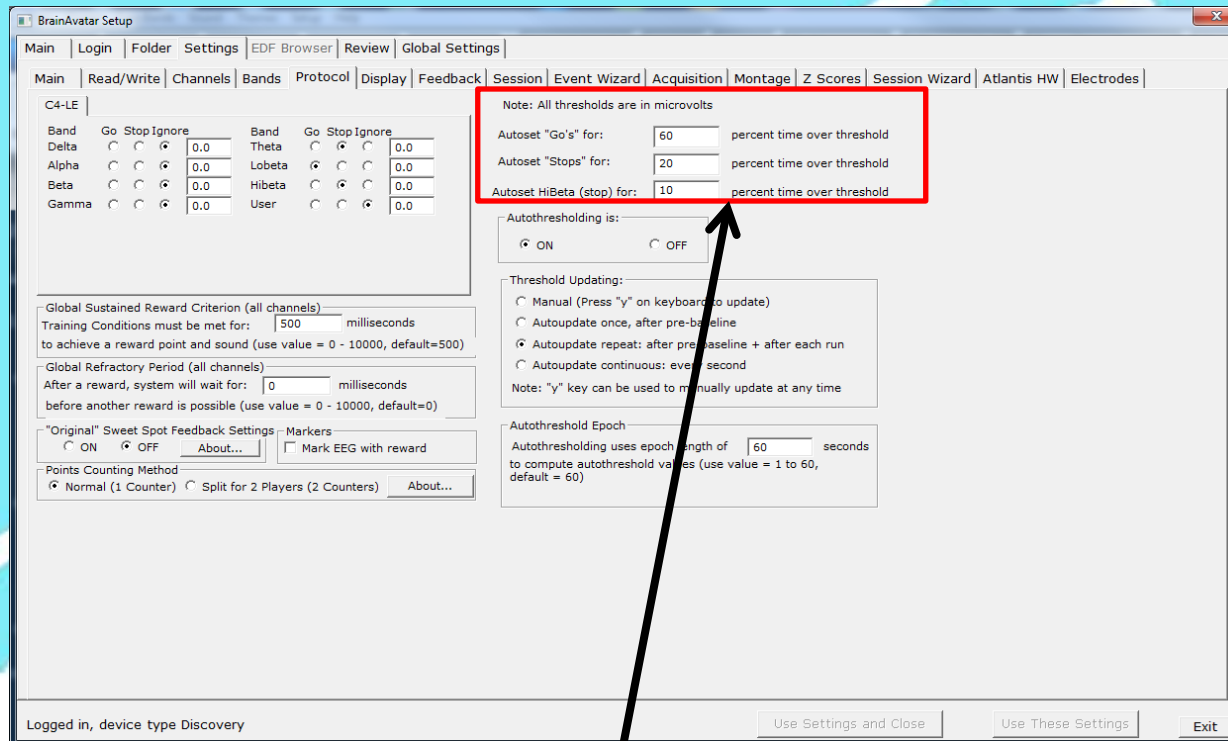 BrainAvatar Setup
Main Login Folder Settings EDF Browser Review Global Settings
Main Read/Write Channels Bands Protocol Display Feedback Session Event Wizard Acquisition Montage Z Scores Session Wizard Atlantis HW Electrodes
C4-LE
Band Go Stop Ignore Band Go Stop Ignore
Delta 0.0 Theta 0.0
Alpha 0.0 Lobeta 0.0
Beta 0.0 Hibeta 0.0
Gamma 0.0 User 0.0
Global Sustained Reward Criterion (all channels)
Training Conditions must be met for: 500 milliseconds
to achieve a reward point and sound (use value = 0 - 10000, default=500)
Global Refractory Period (all channels)
After a reward, system will wait for: 0 milliseconds
before another reward is possible (use value = 0 - 10000, default=0)
"Original" Sweet Spot Feedback Settings
ON OFF About...
Markers
Mark EEG with reward
Points Counting Method
Normal (1 Counter) Split for 2 Players (2 Counters) About...
Note: All thresholds are in microvolts
Autoset "Go's" for: 60 percent time over threshold
Autoset "Stops" for: 20 percent time over threshold
Autoset HiBeta (stop) for: 10 percent time over threshold
Autothresholding is:
ON OFF
Threshold Updating:
Manual (Press "y" on keyboard to update)
Autoupdate once, after pre-baseline
Autoupdate repeat: after pre-baseline + after each run
Autoupdate continuous: every second
Note: "y" key can be used to manually update at any time
Autothreshold Epoch
Autothresholding uses epoch length of 60 seconds
to compute autothreshold values (use value = 1 to 60,
default = 60)
Logged in, device type Discovery
Use Settings and Close Use These Settings Exit